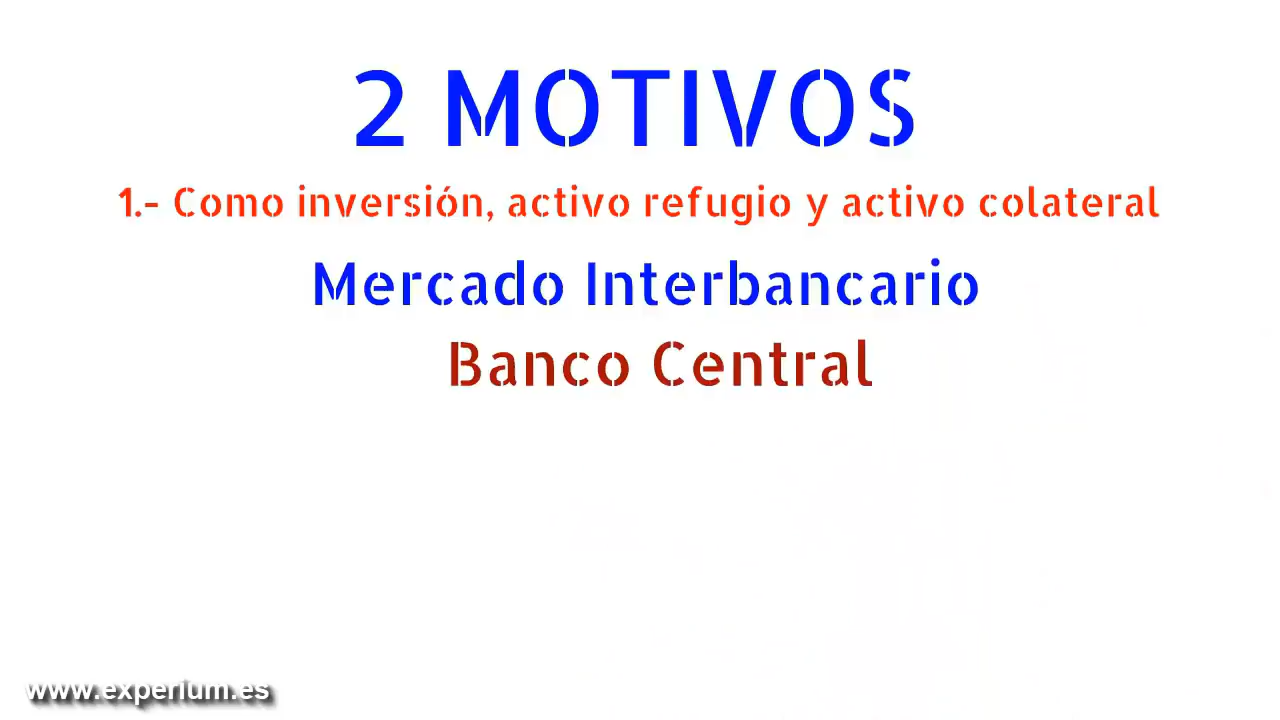 2 MOTIVOS
1.- Como inversión, activo refugio y activo colateral
Mercado Interbancario
Banco Central
www.experium.es